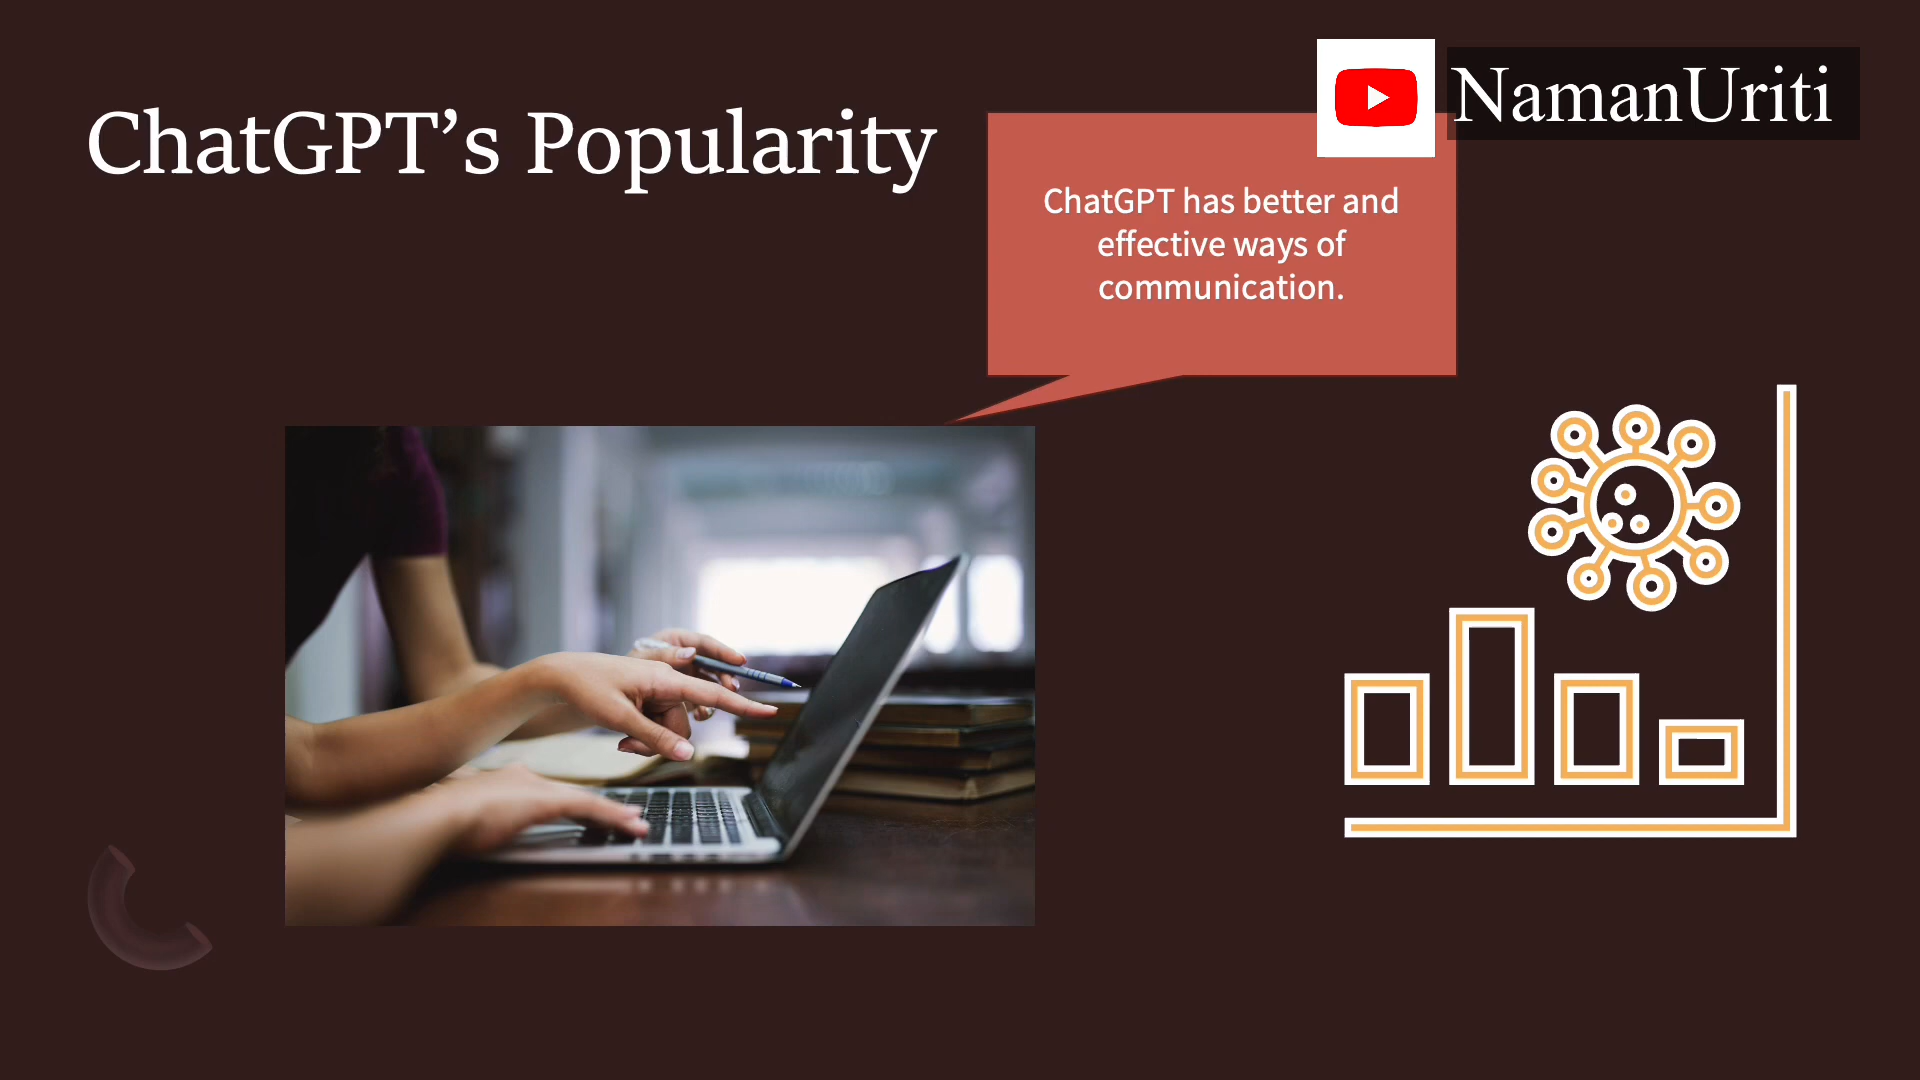 NamanUriti
ChatGPT’s Popularity
ChatGPT has better and
effective ways of
communication.